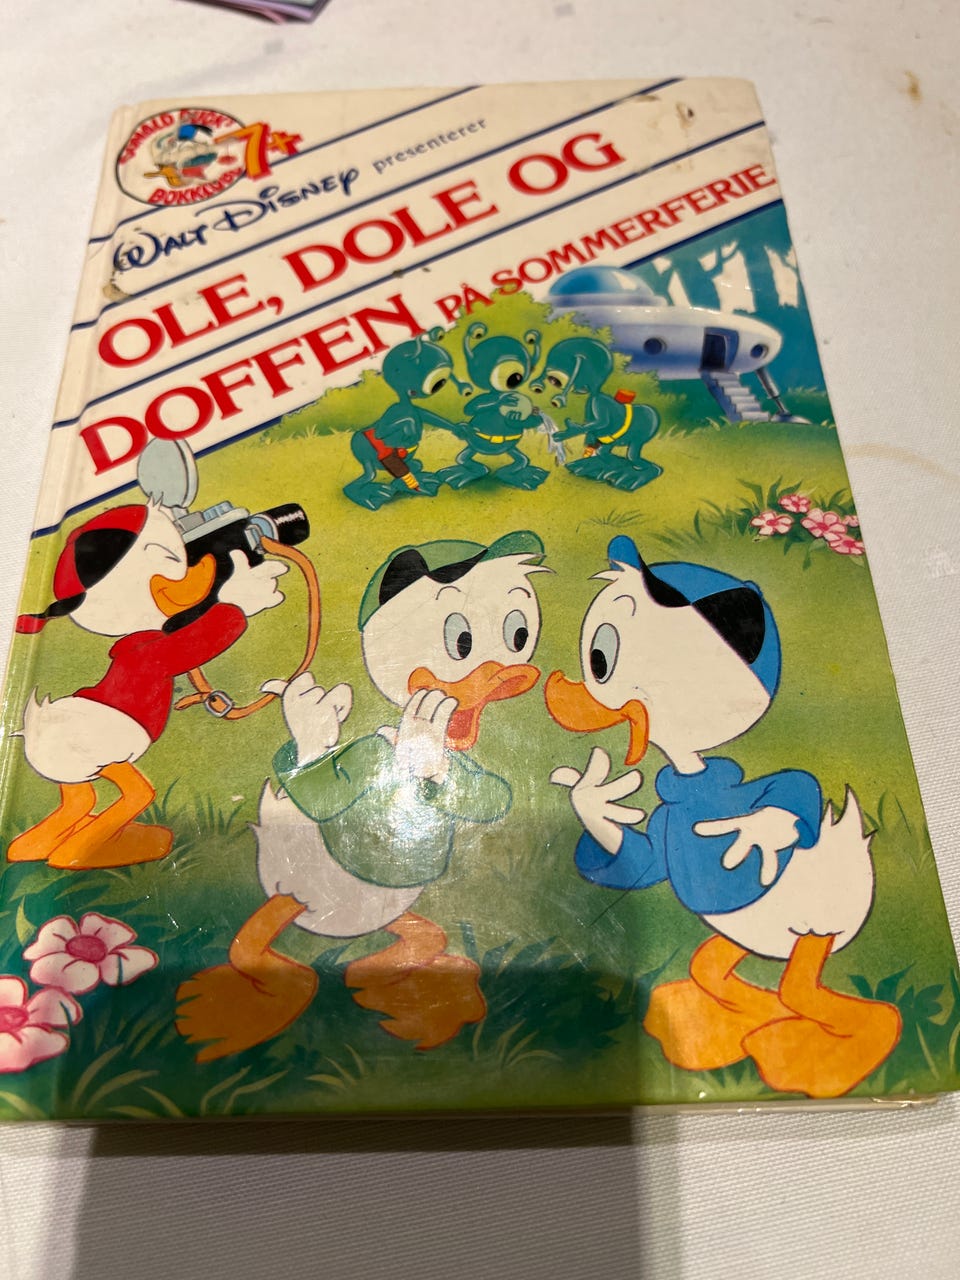 DONALD DUCK'S
7+
BOKKLUBB
WALT DISNEY presenterer
OLE, DOLE OG
DOFFEN PÅ SOMMERFERIE